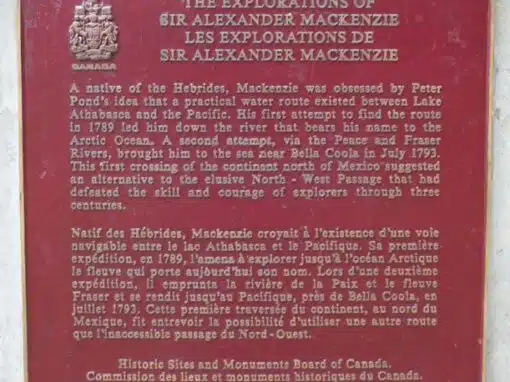 THE EXPLORATIONS OF
SIR ALEXANDER MACKENZIE
LES EXPLORATIONS DE
SIR ALEXANDER MACKENZIE
CANADA
A native of the Hebrides, Mackenzie was obsessed by Peter
Pond's idea that a practical water route existed between Lake
Athabasca and the Pacific. His first attempt to find the route
in 1789 led him down the river that bears his name to the
Arctic Ocean. A second attempt, via the Peace and Fraser
Rivers, brought him to the sea near Bella Coola in July 1793.
This first crossing of the continent north of Mexico suggested
an alternative to the elusive North - West Passage that had
defeated the skill and courage of explorers through three
centuries.
Natif des Hébrides, Mackenzie croyait à l'existence d'une voie
navigable entre le lac Athabasca et le Pacifique. Sa première
expédition, en 1789, l'amena à explorer jusqu'à l'océan Arctique
le fleuve qui porte aujourd'hui son nom. Lors d'une deuxième
expédition, il emprunta la rivière de la Paix et le fleuve
Fraser et se rendit jusqu'au Pacifique, près de Bella Coola, en
juillet 1793. Cette première traversée du continent, au nord du
Mexique, fit entrevoir la possibilité d'utiliser une autre route
que l'inaccessible passage du Nord-Ouest.
Historic Sites and Monuments Board of Canada.
Commission des lieux et monuments historiques du Canada.